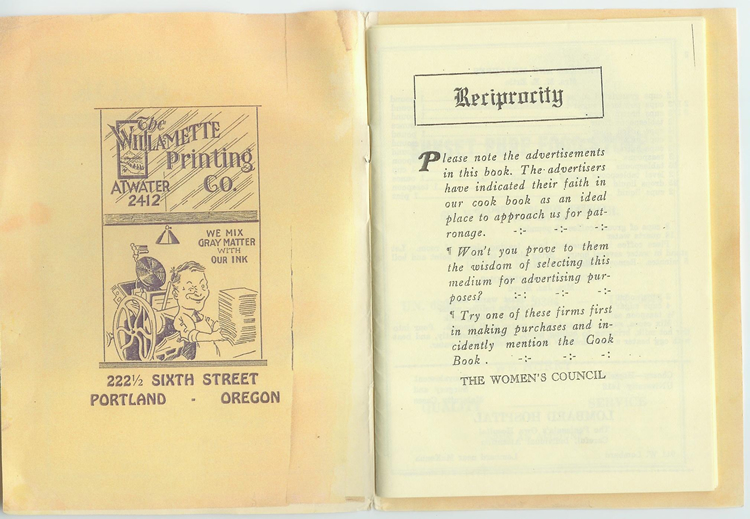 The
WILLAMETTE
Printing
Co.
ATWATER
2412
WE MIX
GRAY MATTER
WITH
OUR INK
222½ SIXTH STREET
PORTLAND - OREGON
Reciprocity
Please note the advertisements
in this book. The advertisers
have indicated their faith in
our cook book as an ideal
place to approach us for pat-
ronage. -:- -:- -:-
¶ Won't you prove to them
the wisdom of selecting this
medium for advertising pur-
poses? :-: -:- -:-
¶ Try one of these firms first
in making purchases and in-
cidently mention the Cook
Book . -:- -:- -:
THE WOMEN'S COUNCIL
LOMBARD HOSPITAL